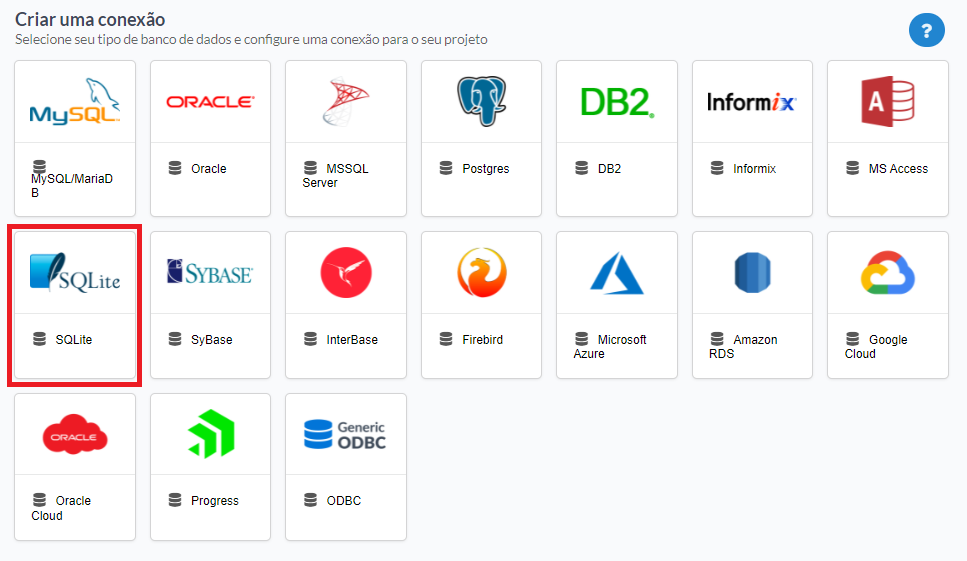 Criar uma conexão
Selecione seu tipo de banco de dados e configure uma conexão para o seu projeto
?
MySQL
ORACLE
DB2
Informix
A
MySQL/MariaD
B
Oracle
MSSQL
Server
Postgres
DB2
Informix
MS Access
SQLite
SYBASE
SQLite
SyBase
InterBase
Firebird
Microsoft
Azure
Amazon
RDS
Google
Cloud
ORACLE
Generic
ODBC
Oracle
Cloud
Progress
ODBC